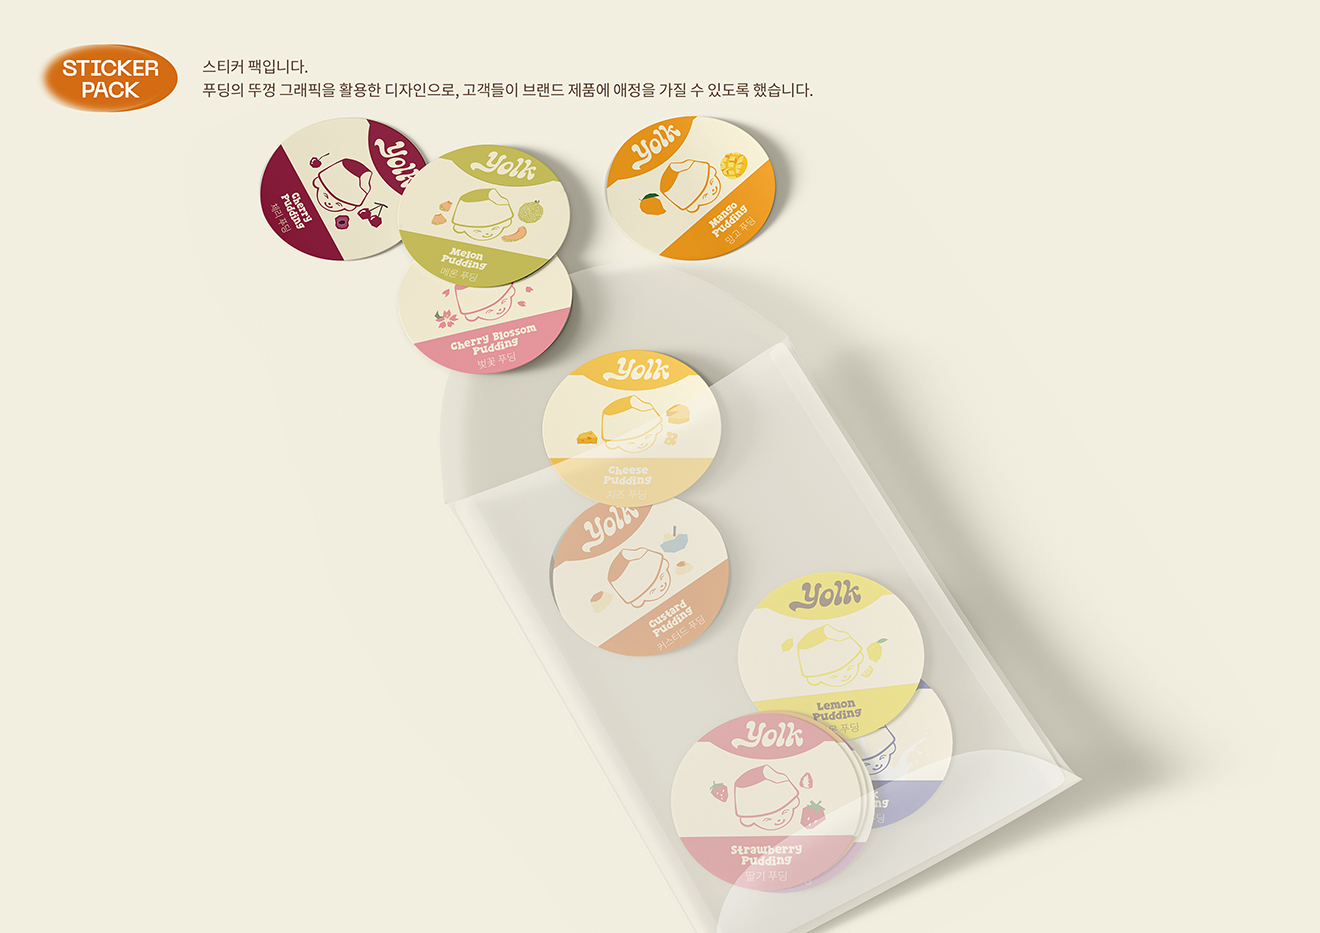 STICKER
PACK
스티커 팩입니다.
푸딩의 뚜껑 그래픽을 활용한 디자인으로, 고객들이 브랜드 제품에 애정을 가질 수 있도록 했습니다.
Yolk
Cherry
Pudding
체리 푸딩
Yolk
Melon
Pudding
메론 푸딩
Yolk
Mango
Pudding
망고 푸딩
Cherry Blossom
Pudding
벚꽃 푸딩
Yolk
Cheese
Pudding
치즈 푸딩
Yolk
Custard
Pudding
커스터드 푸딩
Yolk
Lemon
Pudding
푸딩
Yolk
Strawberry
Pudding
딸기 푸딩